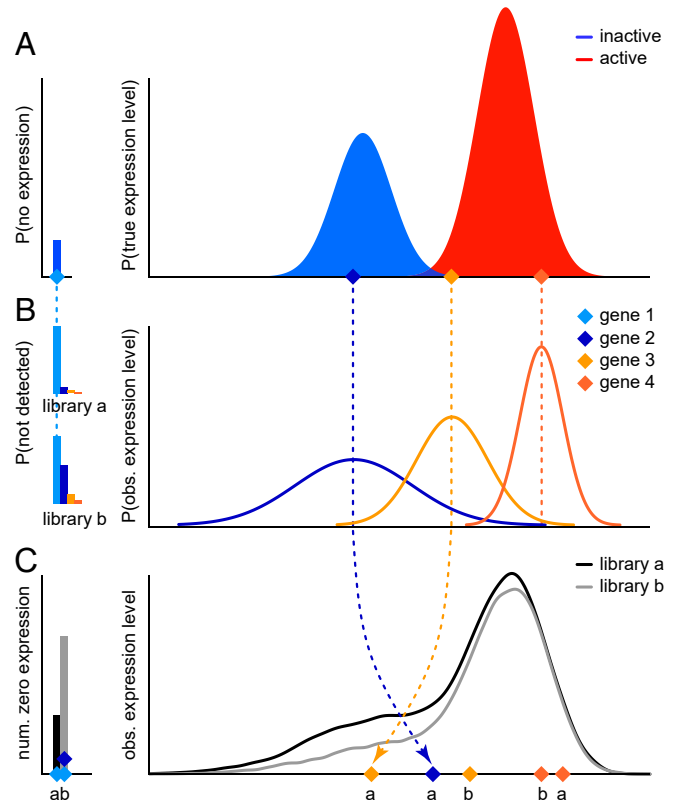 A
P(no expression)
P(true expression level)
inactive
active
B
P(not detected)
library a
library b
P(obs. expression level)
gene 1
gene 2
gene 3
gene 4
C
num. zero expression
ab
obs. expression level
library a
library b
a
a
b
b
a